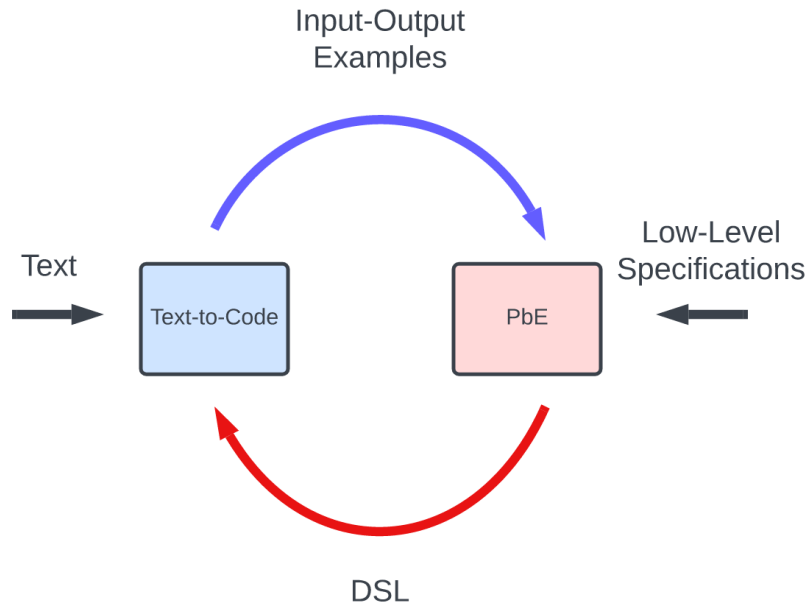 Input-Output
Examples
Text
Low-Level
Specifications
Text-to-Code
PbE
DSL